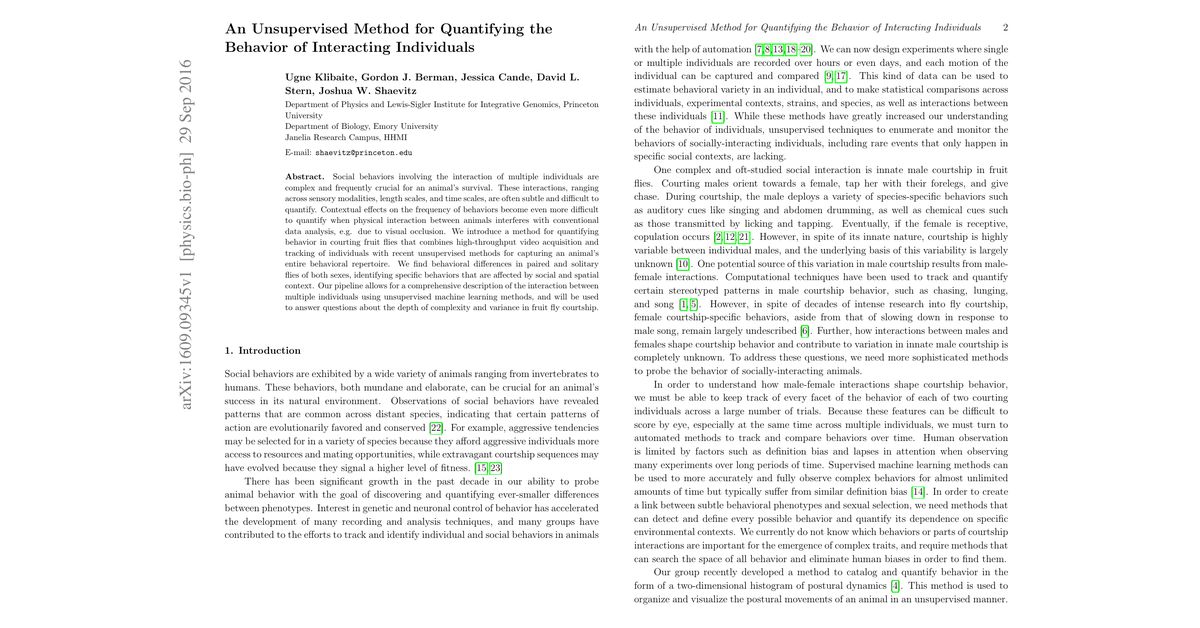 An Unsupervised Method for Quantifying the
Behavior of Interacting Individuals
Ugne Klibaite, Gordon J. Berman, Jessica Cande, David L.
Stern, Joshua W. Shaevitz
Department of Physics and Lewis-Sigler Institute for Integrative Genomics, Princeton
University
Department of Biology, Emory University
Janelia Research Campus, HHMI
E-mail: shaevitz@princeton.edu
Abstract. Social behaviors involving the interaction of multiple individuals are
complex and frequently crucial for an animal's survival. These interactions, ranging
across sensory modalities, length scales, and time scales, are often subtle and difficult to
quantify. Contextual effects on the frequency of behaviors become even more difficult
to quantify when physical interaction between animals interferes with conventional
data analysis, e.g. due to visual occlusion. We introduce a method for quantifying
behavior in courting fruit flies that combines high-throughput video acquisition and
tracking of individuals with recent unsupervised methods for capturing an animal's
entire behavioral repertoire. We find behavioral differences in paired and solitary
flies of both sexes, identifying specific behaviors that are affected by social and spatial
context. Our pipeline allows for a comprehensive description of the interaction between
multiple individuals using unsupervised machine learning methods, and will be used
to answer questions about the depth of complexity and variance in fruit fly courtship.
1. Introduction
Social behaviors are exhibited by a wide variety of animals ranging from invertebrates to
humans. These behaviors, both mundane and elaborate, can be crucial for an animal's
success in its natural environment. Observations of social behaviors have revealed
patterns that are common across distant species, indicating that certain patterns of
action are evolutionarily favored and conserved [22]. For example, aggressive tendencies
may be selected for in a variety of species because they afford aggressive individuals more
access to resources and mating opportunities, while extravagant courtship sequences may
have evolved because they signal a higher level of fitness. [15, 23]
There has been significant growth in the past decade in our ability to probe
animal behavior with the goal of discovering and quantifying ever-smaller differences
between phenotypes. Interest in genetic and neuronal control of behavior has accelerated
the development of many recording and analysis techniques, and many groups have
contributed to the efforts to track and identify individual and social behaviors in animals
arXiv:1609.09345v1 [physics.bio-ph] 29 Sep 2016
An Unsupervised Method for Quantifying the Behavior of Interacting Individuals 2
with the help of automation [7,8,13,18–20]. We can now design experiments where single
or multiple individuals are recorded over hours or even days, and each motion of the
individual can be captured and compared [9, 17]. This kind of data can be used to
estimate behavioral variety in an individual, and to make statistical comparisons across
individuals, experimental contexts, strains, and species, as well as interactions between
these individuals [11]. While these methods have greatly increased our understanding
of the behavior of individuals, unsupervised techniques to enumerate and monitor the
behaviors of socially-interacting individuals, including rare events that only happen in
specific social contexts, are lacking.
One complex and oft-studied social interaction is innate male courtship in fruit
flies. Courting males orient towards a female, tap her with their forelegs, and give
chase. During courtship, the male deploys a variety of species-specific behaviors such
as auditory cues like singing and abdomen drumming, as well as chemical cues such
as those transmitted by licking and tapping. Eventually, if the female is receptive,
copulation occurs [2, 12, 21]. However, in spite of its innate nature, courtship is highly
variable between individual males, and the underlying basis of this variability is largely
unknown [10]. One potential source of this variation in male courtship results from male-
female interactions. Computational techniques have been used to track and quantify
certain stereotyped patterns in male courtship behavior, such as chasing, lunging,
and song [1, 5]. However, in spite of decades of intense research into fly courtship,
female courtship-specific behaviors, aside from that of slowing down in response to
male song, remain largely undescribed [6]. Further, how interactions between males and
females shape courtship behavior and contribute to variation in innate male courtship is
completely unknown. To address these questions, we need more sophisticated methods
to probe the behavior of socially-interacting animals.
In order to understand how male-female interactions shape courtship behavior,
we must be able to keep track of every facet of the behavior of each of two courting
individuals across a large number of trials. Because these features can be difficult to
score by eye, especially at the same time across multiple individuals, we must turn to
automated methods to track and compare behaviors over time. Human observation
is limited by factors such as definition bias and lapses in attention when observing
many experiments over long periods of time. Supervised machine learning methods can
be used to more accurately and fully observe complex behaviors for almost unlimited
amounts of time but typically suffer from similar definition bias [14]. In order to create
a link between subtle behavioral phenotypes and sexual selection, we need methods that
can detect and define every possible behavior and quantify its dependence on specific
environmental contexts. We currently do not know which behaviors or parts of courtship
interactions are important for the emergence of complex traits, and require methods that
can search the space of all behavior and eliminate human biases in order to find them.
Our group recently developed a method to catalog and quantify behavior in the
form of a two-dimensional histogram of postural dynamics [4]. This method is used to
organize and visualize the postural movements of an animal in an unsupervised manner.